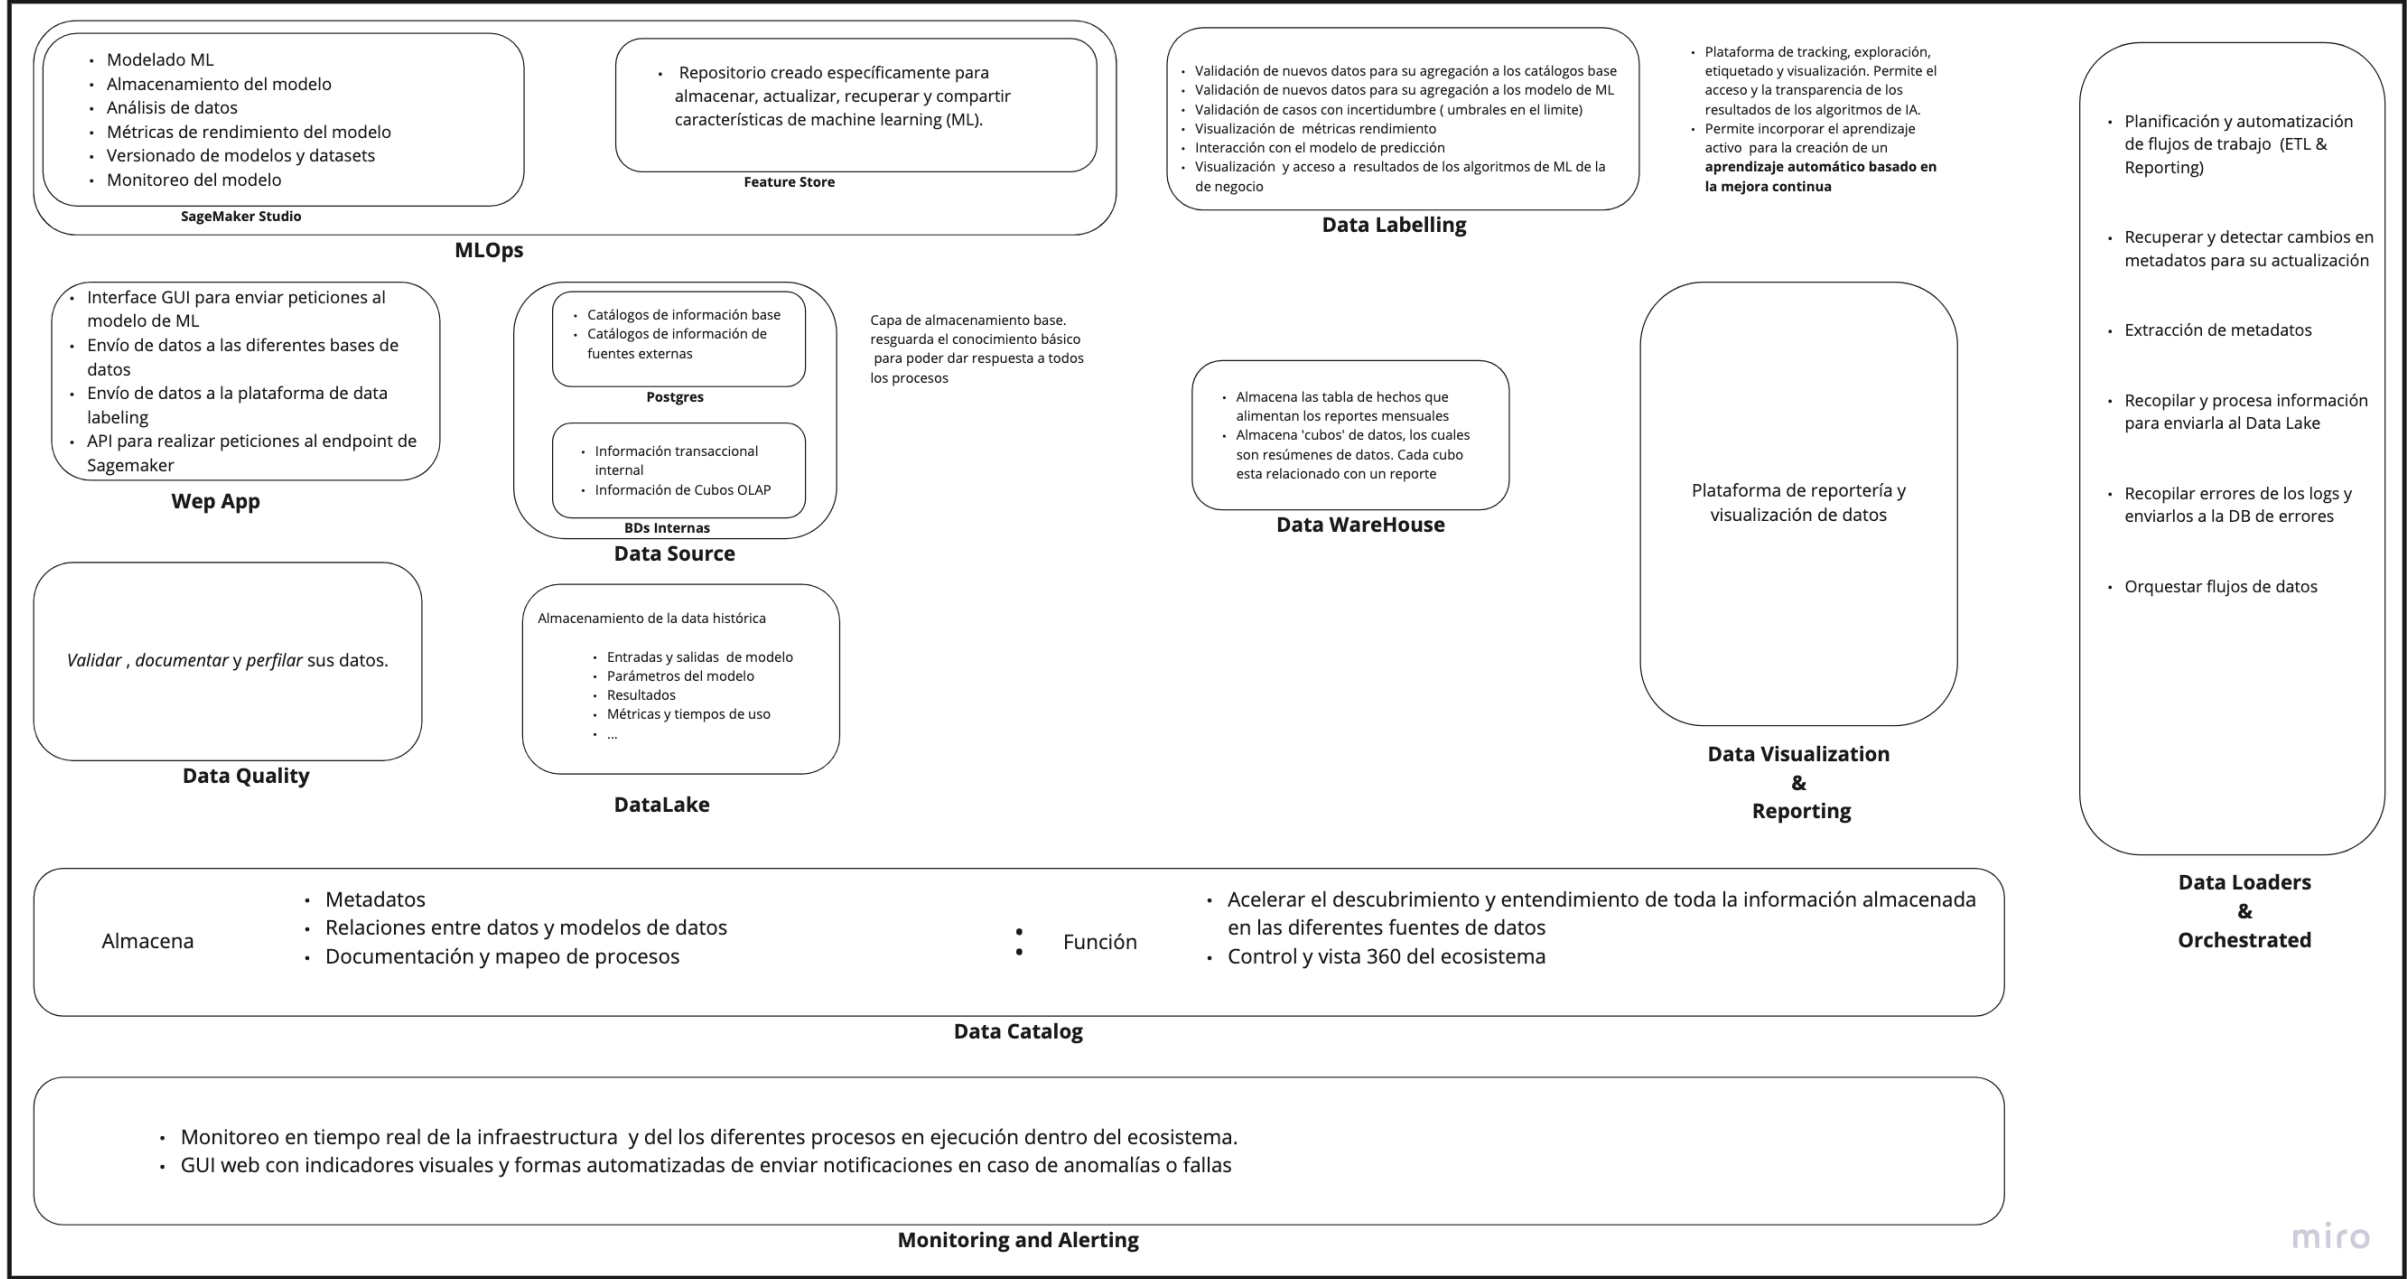 • Modelado ML
• Almacenamiento del modelo
• Análisis de datos
• Métricas de rendimiento del modelo
• Versionado de modelos y datasets
• Monitoreo del modelo
SageMaker Studio
• Repositorio creado específicamente para
almacenar, actualizar, recuperar y compartir
características de machine learning (ML).
Feature Store
MLOps
• Validación de nuevos datos para su agregación a los catálogos base
• Validación de nuevos datos para su agregación a los modelo de ML
• Validación de casos con incertidumbre ( umbrales en el limite)
• Visualización de métricas rendimiento
• Interacción con el modelo de predicción
• Visualización y acceso a resultados de los algoritmos de ML de la
de negocio
Data Labelling
• Plataforma de tracking, exploración,
etiquetado y visualización. Permite el
acceso y la transparencia de los
resultados de los algoritmos de IA.
• Permite incorporar el aprendizaje
activo para la creación de un
aprendizaje automático basado en
la mejora continua
• Interface GUI para enviar peticiones al
modelo de ML
• Envío de datos a las diferentes bases de
datos
• Envío de datos a la plataforma de data
labeling
• API para realizar peticiones al endpoint de
Sagemaker
Wep App
• Catálogos de información base
• Catálogos de información de
fuentes externas
Postgres
• Información transaccional
internal
• Información de Cubos OLAP
BDs Internas
Data Source
Capa de almacenamiento base.
resguarda el conocimiento básico
para poder dar respuesta a todos
los procesos
• Almacena las tabla de hechos que
alimentan los reportes mensuales
• Almacena 'cubos' de datos, los cuales
son resúmenes de datos. Cada cubo
esta relacionado con un reporte
Data WareHouse
Plataforma de reportería y
visualización de datos
Data Visualization
&
Reporting
• Planificación y automatización
de flujos de trabajo (ETL &
Reporting)
• Recuperar y detectar cambios en
metadatos para su actualización
• Extracción de metadatos
• Recopilar y procesa información
para enviarla al Data Lake
• Recopilar errores de los logs y
enviarlos a la DB de errores
• Orquestar flujos de datos
Data Loaders
&
Orchestrated
Validar , documentar y perfilar sus datos.
Data Quality
Almacenamiento de la data histórica
• Entradas y salidas de modelo
• Parámetros del modelo
• Resultados
• Métricas y tiempos de uso
• ...
DataLake
Almacena
• Metadatos
• Relaciones entre datos y modelos de datos
• Documentación y mapeo de procesos
: Función
• Acelerar el descubrimiento y entendimiento de toda la información almacenada
en las diferentes fuentes de datos
• Control y vista 360 del ecosistema
Data Catalog
• Monitoreo en tiempo real de la infraestructura y del los diferentes procesos en ejecución dentro del ecosistema.
• GUI web con indicadores visuales y formas automatizadas de enviar notificaciones en caso de anomalías o fallas
Monitoring and Alerting
miro